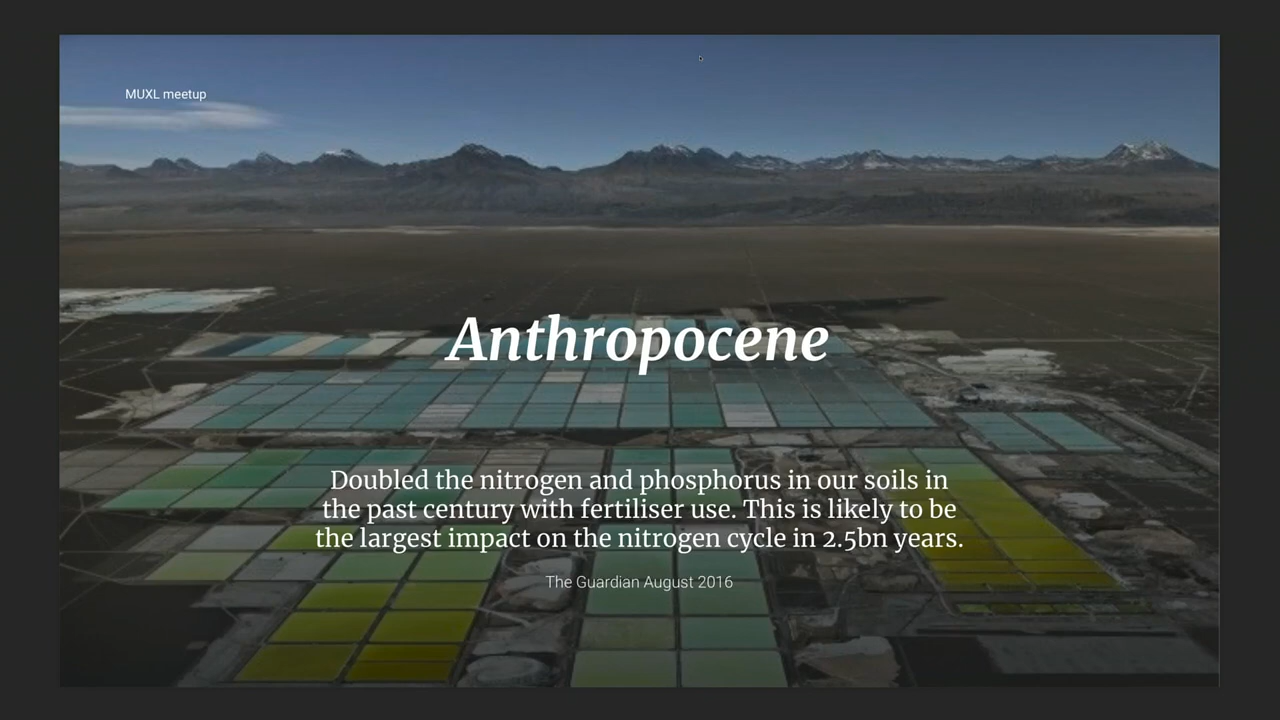 MUXL meetup
Anthropocene
Doubled the nitrogen and phosphorus in our soils in
the past century with fertiliser use. This is likely to be
the largest impact on the nitrogen cycle in 2.5bn years.
The Guardian August 2016